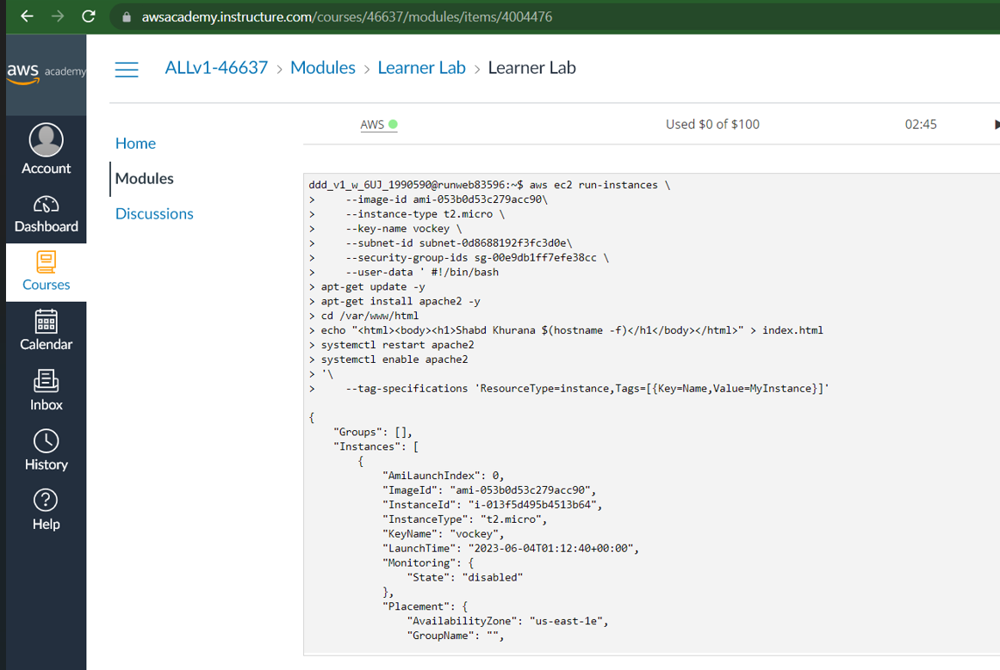 awsacademy.instructure.com/courses/46637/modules/items/4004476
aws academy
ALLv1-46637 > Modules > Learner Lab > Learner Lab
AWS Used $0 of $100 02:45
Account
Dashboard
Courses
Calendar
Inbox
History
Help
Home
Modules
Discussions
ddd_v1_w_6UJ_1990590@runweb83596:~$ aws ec2 run-instances \
>     --image-id ami-053b0d53c279acc90\
>     --instance-type t2.micro \
>     --key-name vockey \
>     --subnet-id subnet-0d8688192f3fc3d0e\
>     --security-group-ids sg-00e9db1ff7efe38cc \
>     --user-data ' #!/bin/bash
> apt-get update -y
> apt-get install apache2 -y
> cd /var/www/html
> echo "<html><body><h1>Shabd Khurana $(hostname -f)</h1</body></html>" > index.html
> systemctl restart apache2
> systemctl enable apache2
> '\
>     --tag-specifications 'ResourceType=instance,Tags=[{Key=Name,Value=MyInstance}]'
{
    "Groups": [],
    "Instances": [
        {
            "AmiLaunchIndex": 0,
            "ImageId": "ami-053b0d53c279acc90",
            "InstanceId": "i-013f5d495b4513b64",
            "InstanceType": "t2.micro",
            "KeyName": "vockey",
            "LaunchTime": "2023-06-04T01:12:40+00:00",
            "Monitoring": {
                "State": "disabled"
            },
            "Placement": {
                "AvailabilityZone": "us-east-1e",
                "GroupName": "",